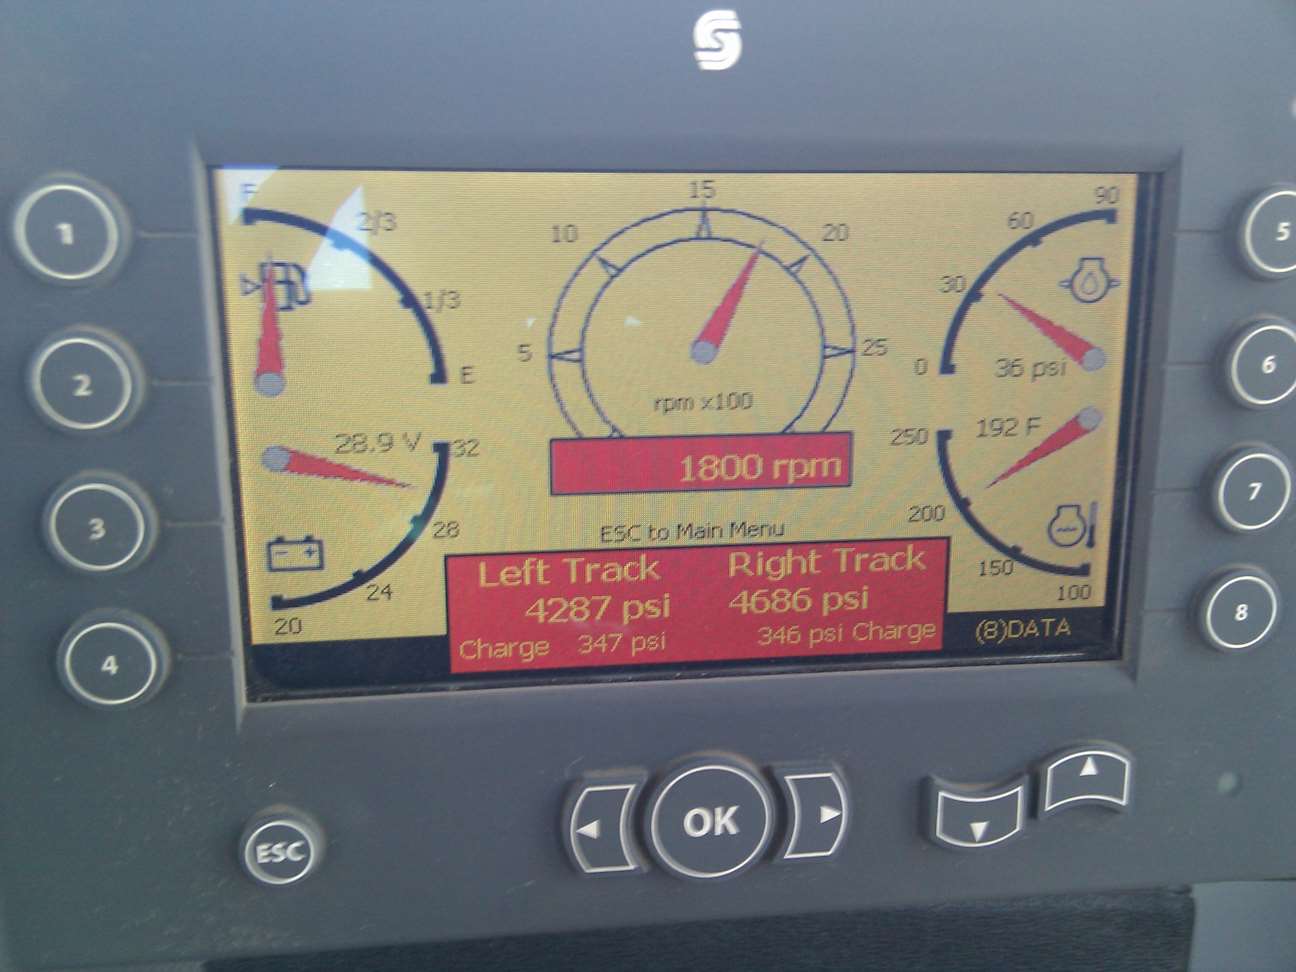 F
2/3
1/3
E
15
10
20
5
25
rpm x100
1800 rpm
90
60
30
0
36 psi
28.9 V
32
28
24
20
250
192 F
200
150
100
ESC to Main Menu
Left Track Right Track
4287 psi 4686 psi
Charge 347 psi 346 psi Charge
(8)DATA
1
2
3
4
5
6
7
8
ESC
OK